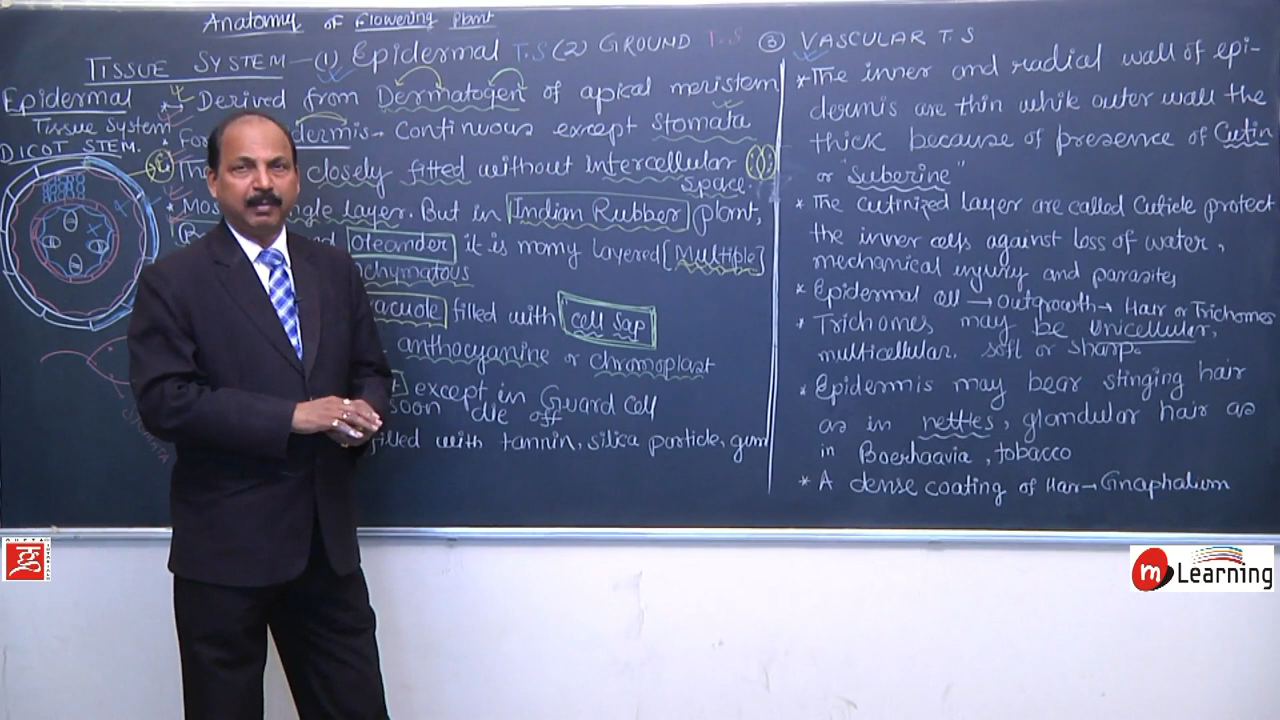 Anatomy of Flowering Plant
TISSUE SYSTEM - (1) Epidermal T.S (2) GROUND T.S (3) VASCULAR T.S
Epidermal
Tissue System
DICOT STEM.
* Derived from Dermatogen of apical meristem
* For dermis - Continuous except stomata
closely fitted without intercellular
space.
* Mos ngle layer. But in Indian Rubber plant,
oleander it is many layered [Multiple]
nchymatous
vacuole filled with cell sap
anthocyanine or chromoplast
except in Guard cell
soon die off
filled with tannin, silica particle, gum
STOMATA
* The inner and radial wall of epi-
dermis are thin while outer wall the
thick because of presence of Cutin
or "Suberine"
* The cutinized layer are called Cuticle protect
the inner cells against loss of water,
mechanical injury and parasites
* Epidermal cell → outgrowth → Hair or Trichomes
* Trichomes may be Unicellular,
multicellular. soft or sharp.
* Epidermis may bear stinging hair
as in nettles, glandular hair as
in Boerhaavia, tobacco
* A dense coating of Hair → Gnaphalium
m Learning